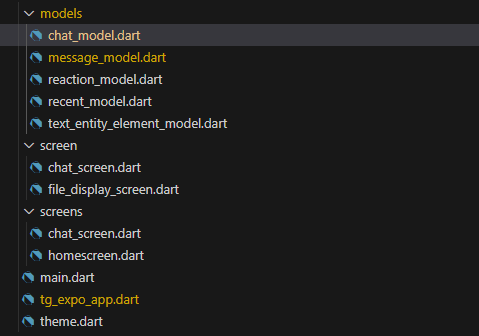 models
chat_model.dart
message_model.dart
reaction_model.dart
recent_model.dart
text_entity_element_model.dart
screen
chat_screen.dart
file_display_screen.dart
screens
chat_screen.dart
homescreen.dart
main.dart
tg_expo_app.dart
theme.dart